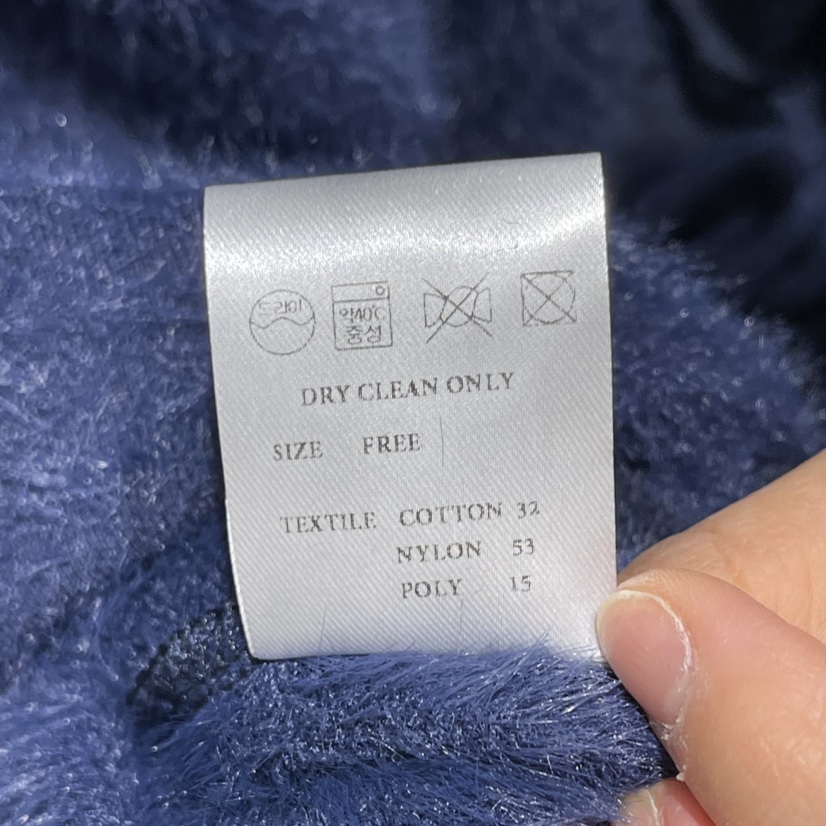 드라이
약40℃
중성
DRY CLEAN ONLY
SIZE FREE
TEXTILE COTTON 32
NYLON 53
POLY 15